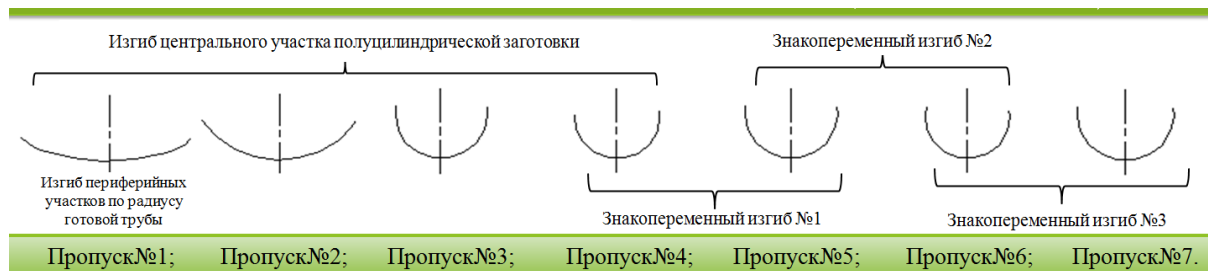 Изгиб центрального участка полуцилиндрической заготовки
Знакопеременный изгиб №2
Изгиб периферийных
участков по радиусу
готовой трубы
Знакопеременный изгиб №1
Знакопеременный изгиб №3
Пропуск№1; Пропуск№2; Пропуск№3; Пропуск№4; Пропуск№5; Пропуск№6; Пропуск№7.